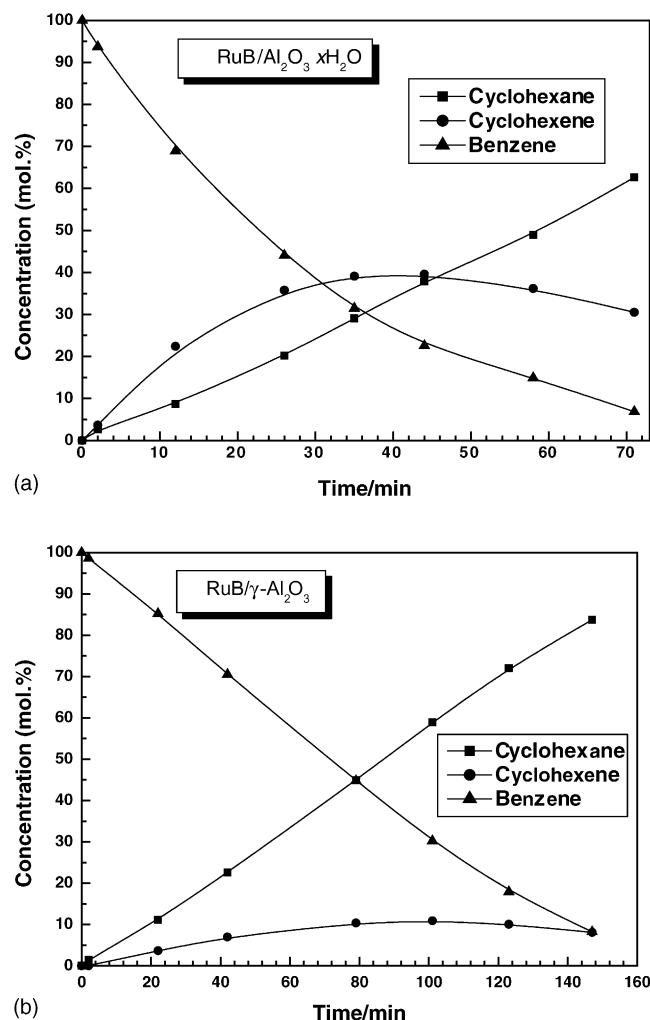 RuB/Al₂O₃ xH₂O
Cyclohexane
Cyclohexene
Benzene
Concentration (mol.%)
100
90
80
70
60
50
40
30
20
10
0
0 10 20 30 40 50 60 70
Time/min
(a)
RuB/γ-Al₂O₃
Cyclohexane
Cyclohexene
Benzene
Concentration (mol.%)
100
90
80
70
60
50
40
30
20
10
0
0 20 40 60 80 100 120 140 160
Time/min
(b)